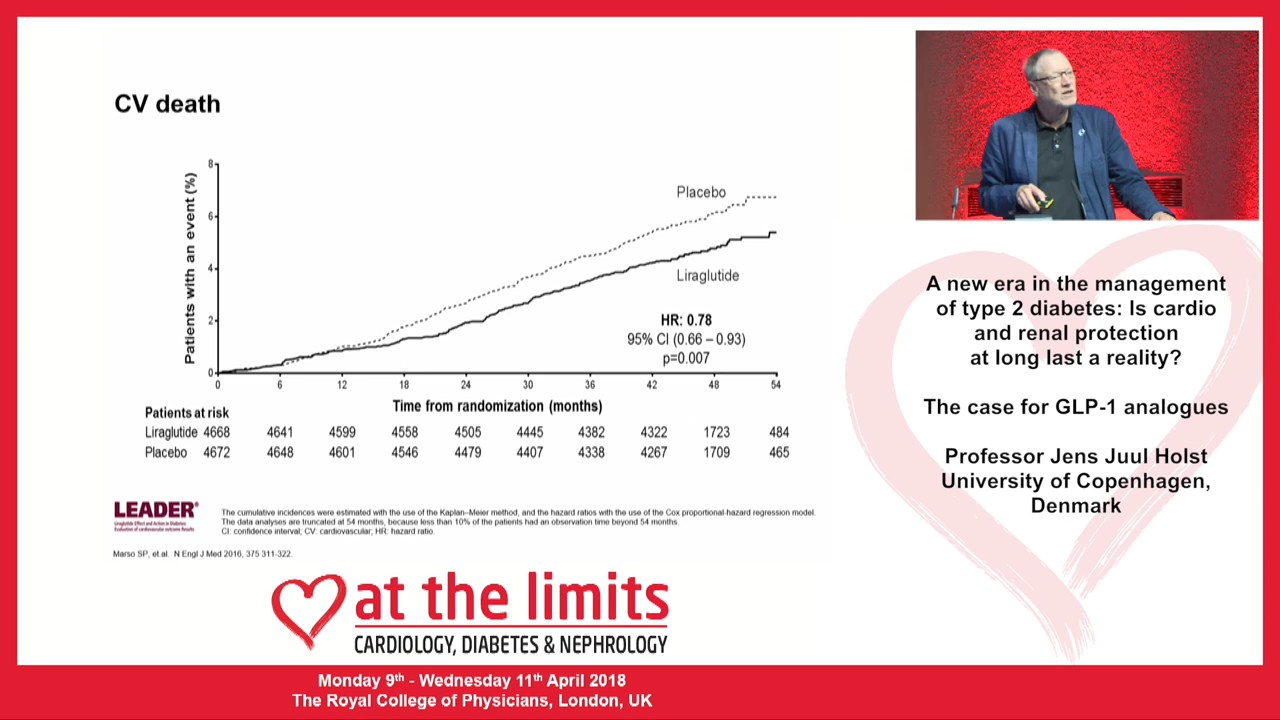 CV death
Patients with an event (%)
8
6
4
2
0
Placebo
Liraglutide
HR: 0.78
95% CI (0.66 – 0.93)
p=0.007
0 6 12 18 24 30 36 42 48 54
Time from randomization (months)
Patients at risk
Liraglutide 4668 4641 4599 4558 4505 4445 4382 4322 1723 484
Placebo 4672 4648 4601 4546 4479 4407 4338 4267 1709 465
LEADER®
Liraglutide Effect and Action in Diabetes:
Evaluation of cardiovascular outcome Results
The cumulative incidences were estimated with the use of the Kaplan–Meier method, and the hazard ratios with the use of the Cox proportional-hazard regression model.
The data analyses are truncated at 54 months, because less than 10% of the patients had an observation time beyond 54 months.
CI: confidence interval; CV: cardiovascular; HR: hazard ratio.
Marso SP, et.al. N Engl J Med 2016, 375 311-322.
at the limits
CARDIOLOGY, DIABETES & NEPHROLOGY
Monday 9th - Wednesday 11th April 2018
The Royal College of Physicians, London, UK
A new era in the management
of type 2 diabetes: Is cardio
and renal protection
at long last a reality?
The case for GLP-1 analogues
Professor Jens Juul Holst
University of Copenhagen,
Denmark